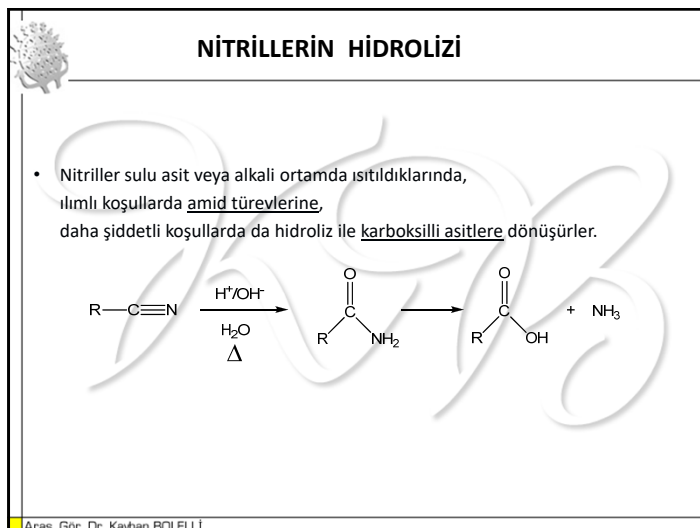 NİTRİLLERİN HİDROLİZİ
• Nitriller sulu asit veya alkali ortamda ısıtıldıklarında,
ılımlı koşullarda amid türevlerine,
daha şiddetli koşullarda da hidroliz ile karboksilli asitlere dönüşürler.
R—C≡N H⁺/OH⁻ H₂O Δ O C R NH₂ O C R OH + NH₃
Araş. Gör. Dr. Kayhan BOLELLİ